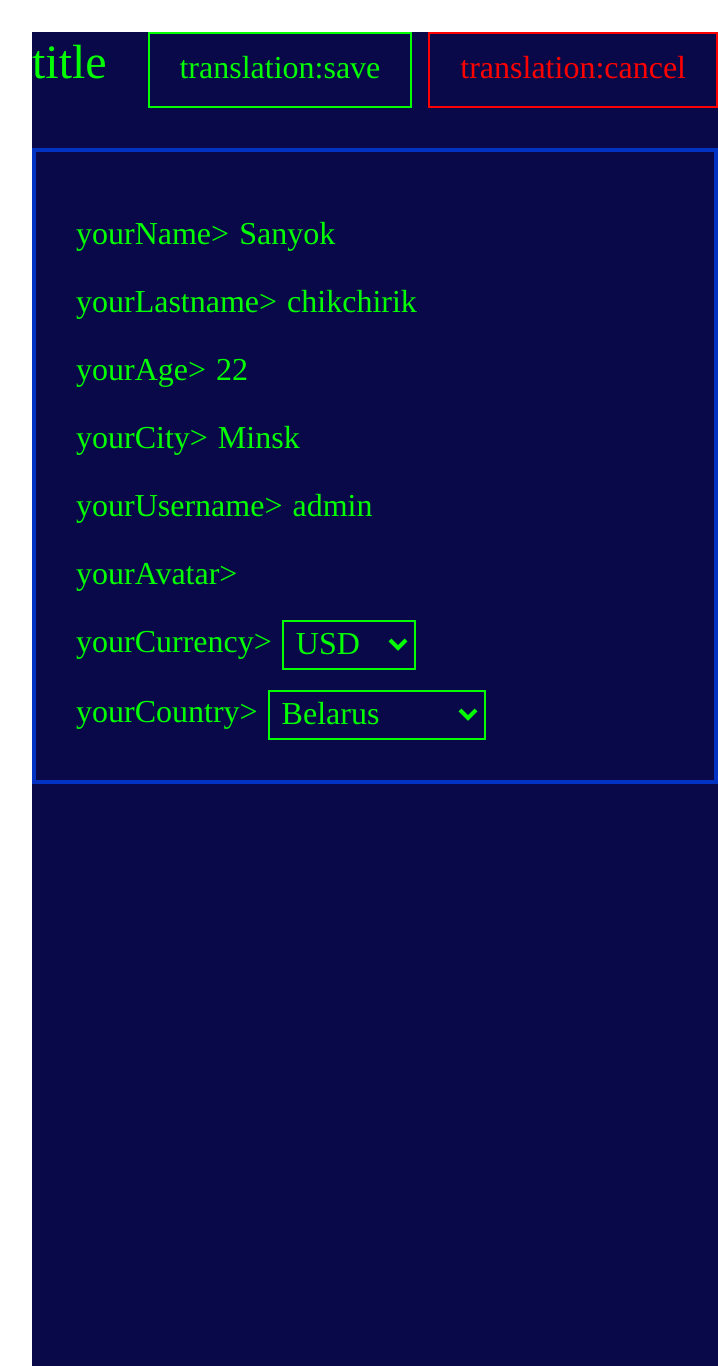 title translation:save translation:cancel
yourName> Sanyok
yourLastname> chikchirik
yourAge> 22
yourCity> Minsk
yourUsername> admin
yourAvatar>
yourCurrency> USD
yourCountry> Belarus